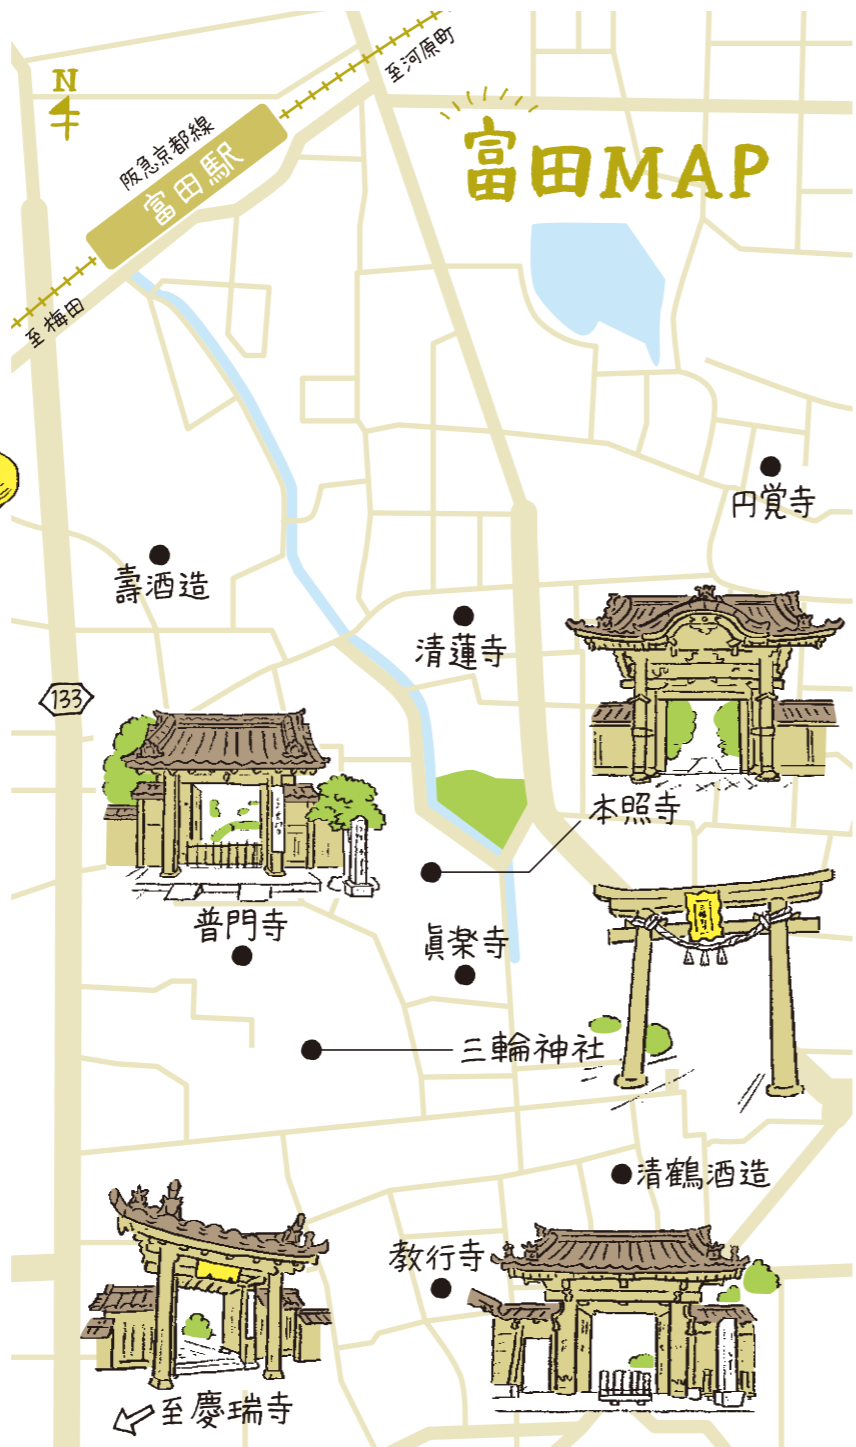 N
至河原町
阪急京都線
富田駅
富田MAP
至梅田
円覚寺
壽酒造
清蓮寺
133
本照寺
普門寺
眞楽寺
三輪神社
清鶴酒造
教行寺
至慶瑞寺